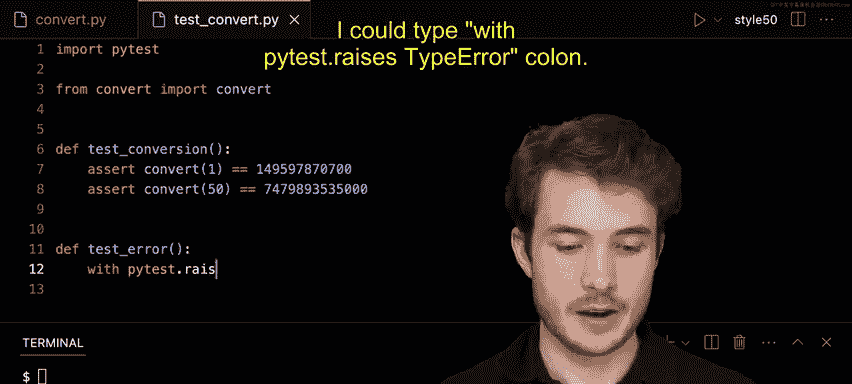 convert.py
test_convert.py
style50
I could type "with
pytest.raises TypeError" colon.
1 import pytest
2
3 from convert import convert
4
5
6 def test_conversion():
7 assert convert(1) == 149597870700
8 assert convert(50) == 7479893535000
9
10
11 def test_error():
12 with pytest.rais
13
TERMINAL
$